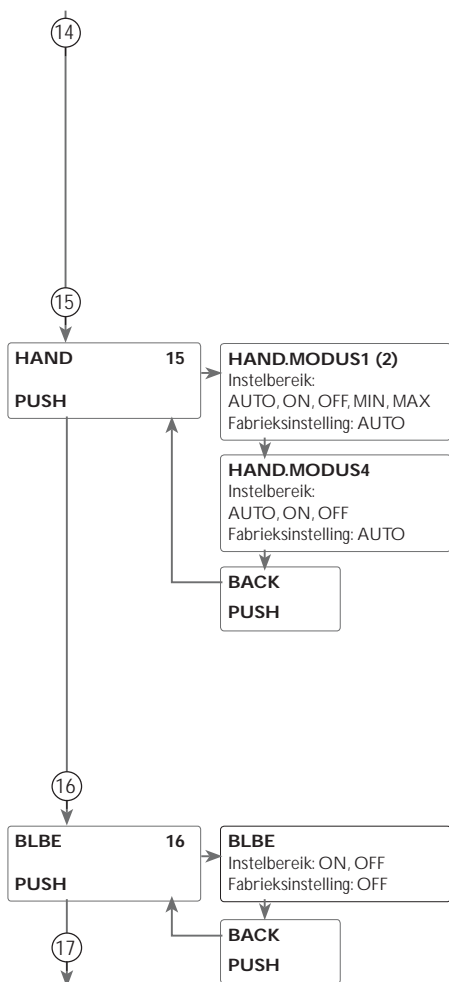 14
15
HAND 15
PUSH
HAND.MODUS1 (2)
Instelbereik:
AUTO, ON, OFF, MIN, MAX
Fabrieksinstelling: AUTO
HAND.MODUS4
Instelbereik:
AUTO, ON, OFF
Fabrieksinstelling: AUTO
BACK
PUSH
16
BLBE 16
PUSH
BLBE
Instelbereik: ON, OFF
Fabrieksinstelling: OFF
BACK
PUSH
17